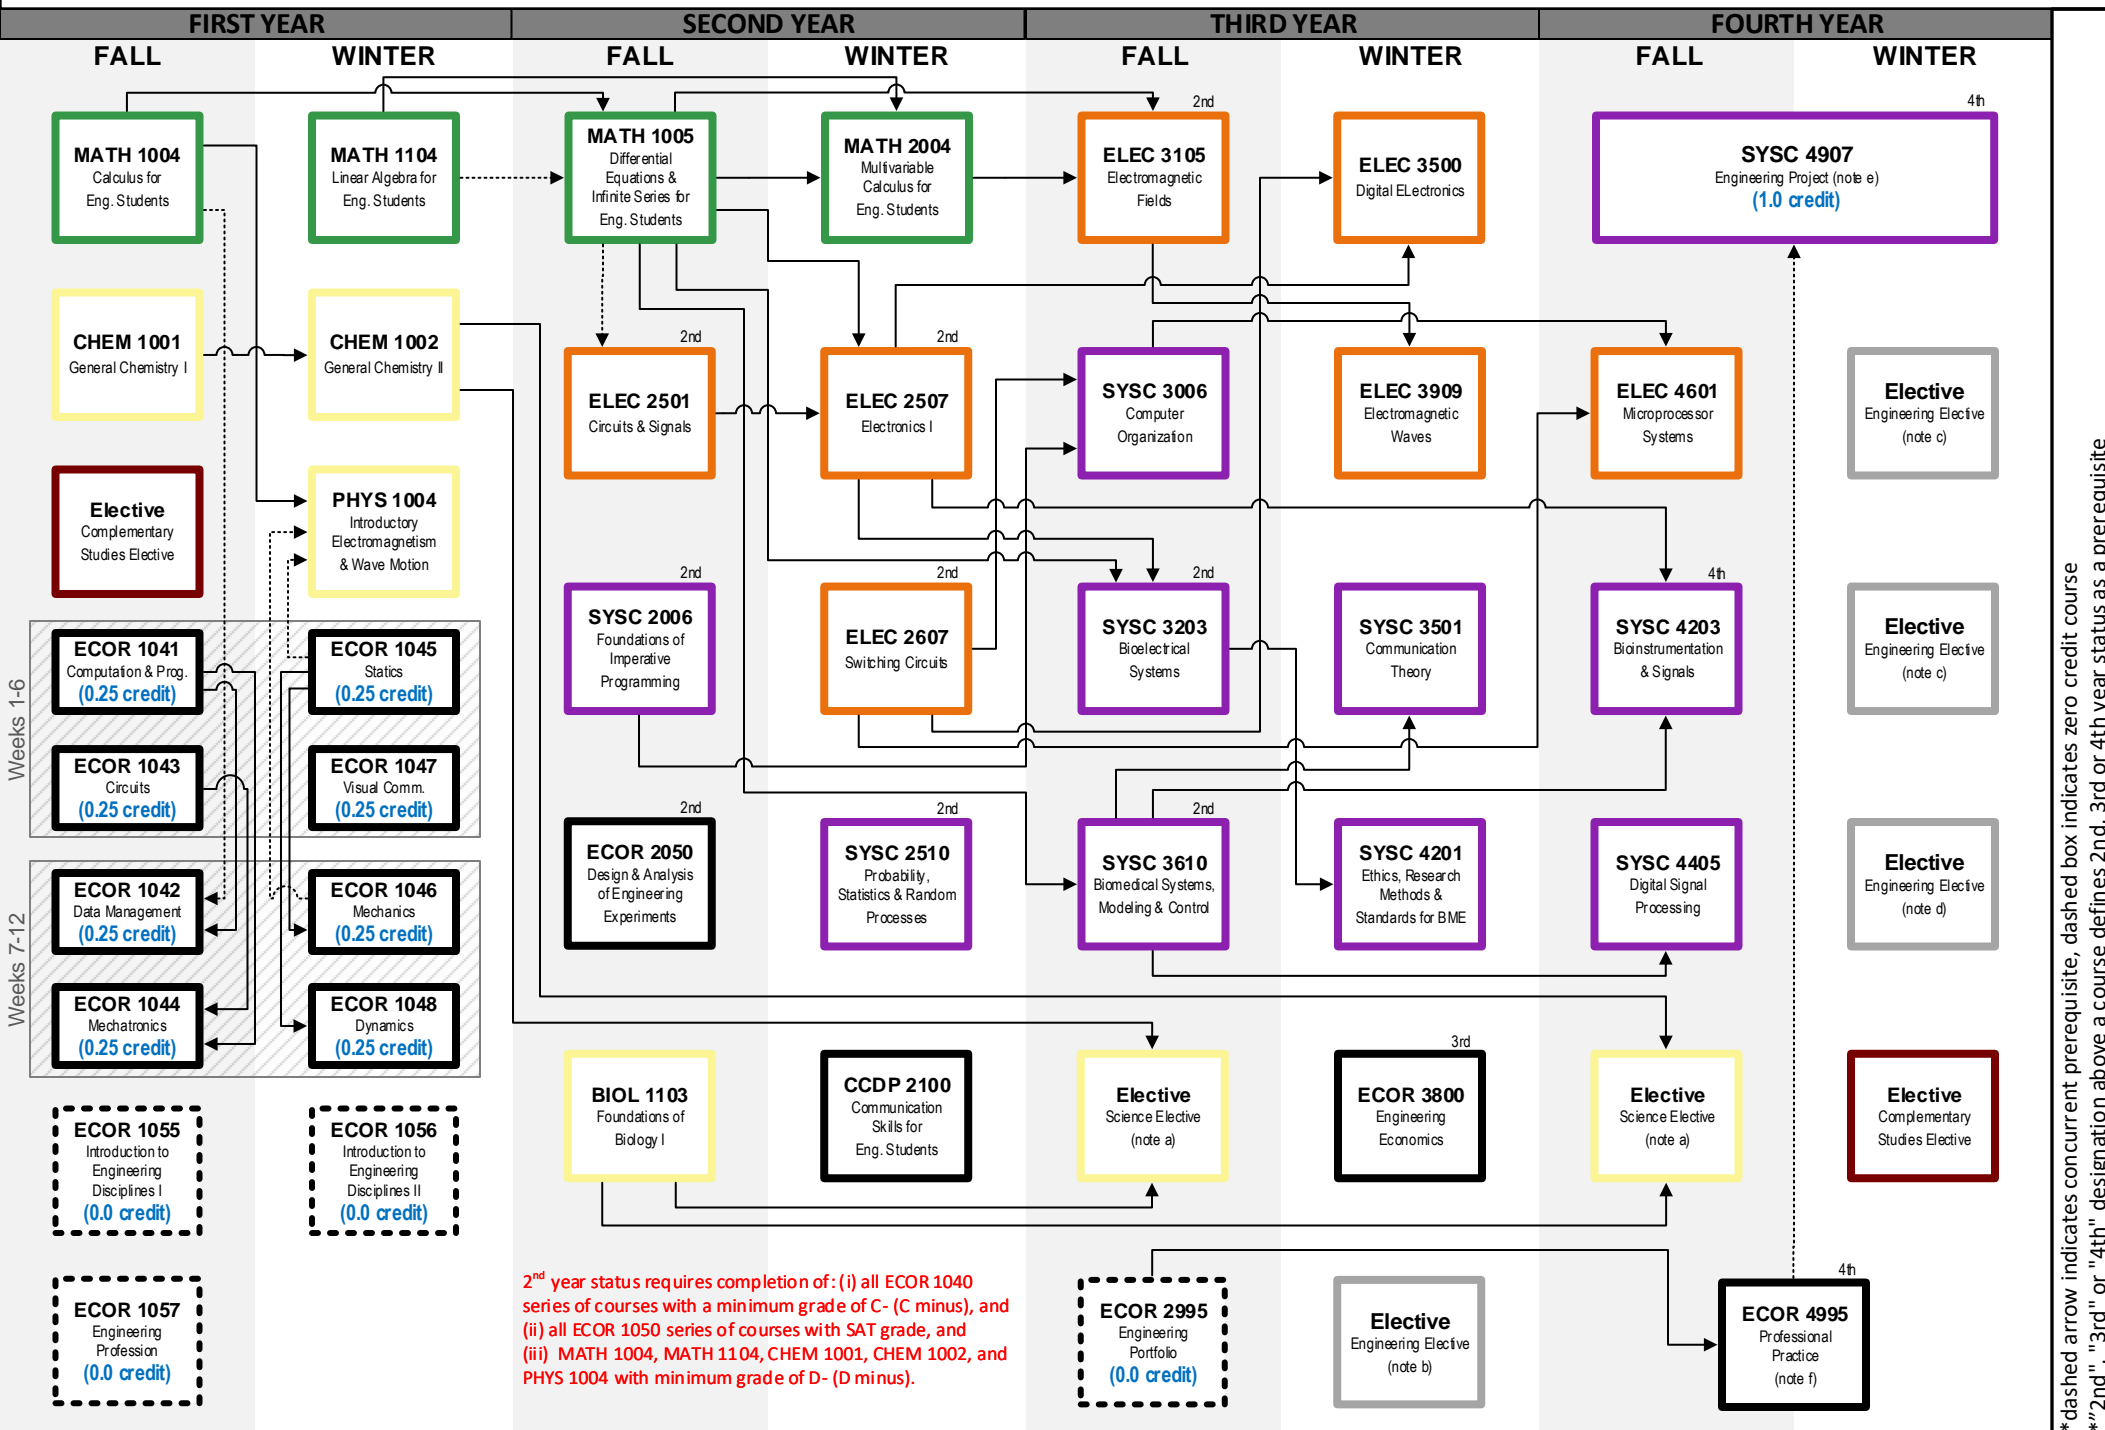 FIRST YEAR
SECOND YEAR
THIRD YEAR
FOURTH YEAR
FALL
WINTER
FALL
WINTER
FALL
WINTER
FALL
WINTER
MATH 1004
Calculus for
Eng. Students
MATH 1104
Linear Algebra for
Eng. Students
MATH 1005
Differential
Equations &
Infinite Series for
Eng. Students
MATH 2004
Multivariable
Calculus for
Eng. Students
2nd
ELEC 3105
Electromagnetic
Fields
ELEC 3500
Digital ELectronics
4th
SYSC 4907
Engineering Project (note e)
(1.0 credit)
CHEM 1001
General Chemistry I
CHEM 1002
General Chemistry II
2nd
ELEC 2501
Circuits & Signals
2nd
ELEC 2507
Electronics I
SYSC 3006
Computer
Organization
ELEC 3909
Electromagnetic
Waves
ELEC 4601
Microprocessor
Systems
Elective
Engineering Elective
(note c)
Elective
Complementary
Studies Elective
PHYS 1004
Introductory
Electromagnetism
& Wave Motion
2nd
SYSC 2006
Foundations of
Imperative
Programming
2nd
ELEC 2607
Switching Circuits
2nd
SYSC 3203
Bioelectrical
Systems
SYSC 3501
Communication
Theory
4th
SYSC 4203
Bioinstrumentation
& Signals
Elective
Engineering Elective
(note c)
Weeks 1-6
ECOR 1041
Computation & Prog.
(0.25 credit)
ECOR 1045
Statics
(0.25 credit)
ECOR 1043
Circuits
(0.25 credit)
ECOR 1047
Visual Comm.
(0.25 credit)
2nd
ECOR 2050
Design & Analysis
of Engineering
Experiments
2nd
SYSC 2510
Probability,
Statistics & Random
Processes
2nd
SYSC 3610
Biomedical Systems,
Modeling & Control
SYSC 4201
Ethics, Research
Methods &
Standards for BME
SYSC 4405
Digital Signal
Processing
Elective
Engineering Elective
(note d)
Weeks 7-12
ECOR 1042
Data Management
(0.25 credit)
ECOR 1046
Mechanics
(0.25 credit)
ECOR 1044
Mechatronics
(0.25 credit)
ECOR 1048
Dynamics
(0.25 credit)
BIOL 1103
Foundations of
Biology I
CCDP 2100
Communication
Skills for
Eng. Students
Elective
Science Elective
(note a)
3rd
ECOR 3800
Engineering
Economics
Elective
Science Elective
(note a)
Elective
Complementary
Studies Elective
ECOR 1055
Introduction to
Engineering
Disciplines I
(0.0 credit)
ECOR 1056
Introduction to
Engineering
Disciplines II
(0.0 credit)
ECOR 1057
Engineering
Profession
(0.0 credit)
2nd year status requires completion of: (i) all ECOR 1040
series of courses with a minimum grade of C- (C minus), and
(ii) all ECOR 1050 series of courses with SAT grade, and
(iii) MATH 1004, MATH 1104, CHEM 1001, CHEM 1002, and
PHYS 1004 with minimum grade of D- (D minus).
ECOR 2995
Engineering
Portfolio
(0.0 credit)
Elective
Engineering Elective
(note b)
4th
ECOR 4995
Professional
Practice
(note f)
*dashed arrow indicates concurrent prerequisite, dashed box indicates zero credit course
*"2nd", "3rd" or "4th" designation above a course defines 2nd, 3rd or 4th year status as a prerequisite